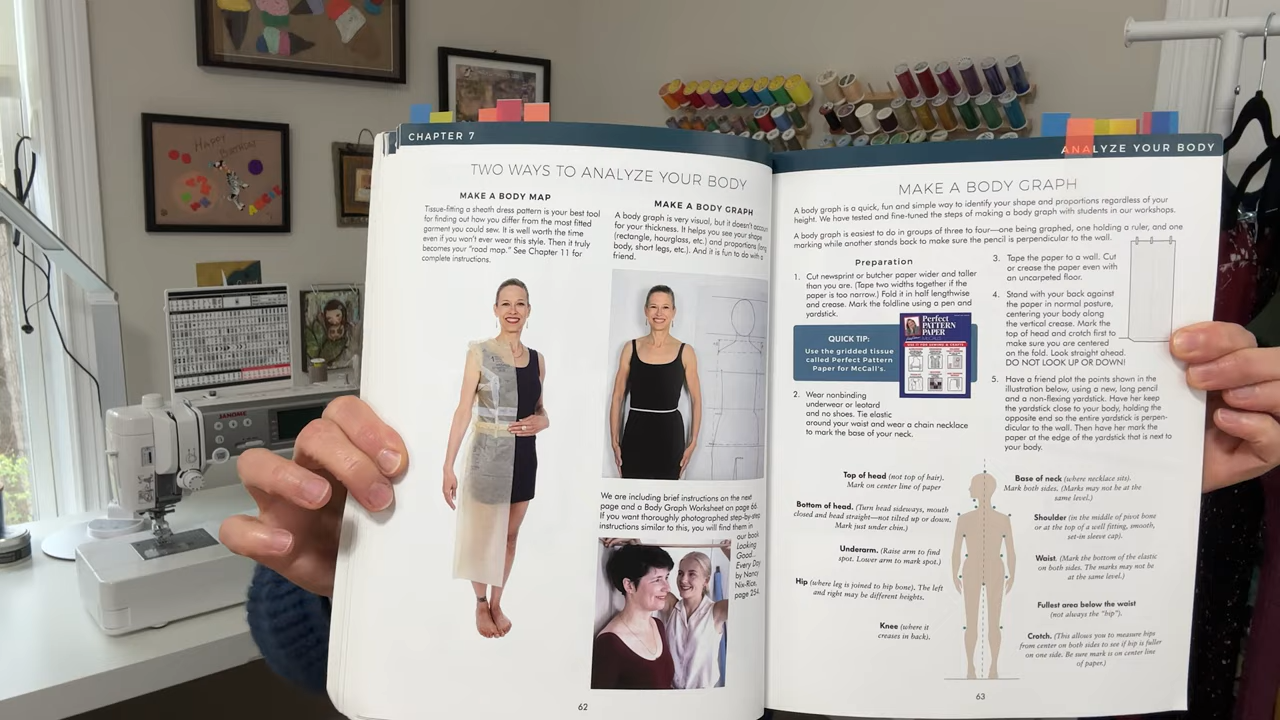 HAPPY
BIRTHDAY
JANOME
CHAPTER 7
TWO WAYS TO ANALYZE YOUR BODY
MAKE A BODY MAP
Tissue-fitting a sheath dress pattern is your best tool
for finding out how you differ from the most fitted
garment you could sew. It is well worth the time
even if you won't ever wear this style. Then it truly
becomes your "road map." See Chapter 11 for
complete instructions.
MAKE A BODY GRAPH
A body graph is very visual, but it doesn't account
for your thickness. It helps you see your shape
(rectangle, hourglass, etc.) and proportions (long
body, short legs, etc.). And it is fun to do with a
friend.
We are including brief instructions on the next
page and a Body Graph Worksheet on page 66.
If you want thoroughly photographed step-by-step
instructions similar to this, you will find them in
our book
Looking
Good...
Every Day
by Nancy
Nix-Rice,
page 254.
62
ANALYZE YOUR BODY
MAKE A BODY GRAPH
A body graph is a quick, fun and simple way to identify your shape and proportions regardless of your
height. We have tested and fine-tuned the steps of making a body graph with students in our workshops.
A body graph is easiest to do in groups of three to four—one being graphed, one holding a ruler, and one
marking while another stands back to make sure the pencil is perpendicular to the wall.
Preparation
1. Cut newsprint or butcher paper wider and taller
than you are. (Tape two widths together if the
paper is too narrow.) Fold it in half lengthwise
and crease. Mark the foldline using a pen and
yardstick.
QUICK TIP:
Use the gridded tissue
called Perfect Pattern
Paper for McCall's.
Perfect
PATTERN
PAPER
2. Wear nonbinding
underwear or leotard
and no shoes. Tie elastic
around your waist and wear a chain necklace
to mark the base of your neck.
3. Tape the paper to a wall. Cut
or crease the paper even with
an uncarpeted floor.
4. Stand with your back against
the paper in normal posture,
centering your body along
the vertical crease. Mark the
top of head and crotch first to
make sure you are centered
on the fold. Look straight ahead.
DO NOT LOOK UP OR DOWN!
5. Have a friend plot the points shown in the
illustration below, using a new, long pencil
and a non-flexing yardstick. Have her keep
the yardstick close to your body, holding the
opposite end so the entire yardstick is perpen-
dicular to the wall. Then have her mark the
paper at the edge of the yardstick that is next to
your body.
Top of head (not top of hair).
Mark on center line of paper
Bottom of head. (Turn head sideways, mouth
closed and head straight—not tilted up or down.
Mark just under chin.)
Underarm. (Raise arm to find
spot. Lower arm to mark spot.)
Hip (where leg is joined to hip bone). The left
and right may be different heights.
Knee (where it
creases in back).
Base of neck (where necklace sits).
Mark both sides. (Marks may not be at the
same level.)
Shoulder (in the middle of pivot bone
or at the top of a well fitting, smooth,
set-in sleeve cap).
Waist. (Mark the bottom of the elastic
on both sides. The marks may not be
at the same level.)
Fullest area below the waist
(not always the "hip").
Crotch. (This allows you to measure hips
from center on both sides to see if hip is fuller
on one side. Be sure mark is on center line
of paper.)
63